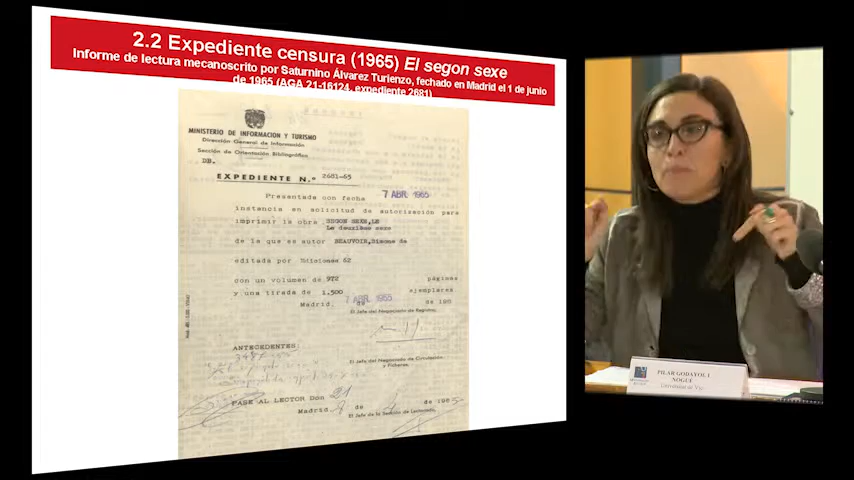 2.2 Expediente censura (1965) El segon sexe
Informe de lectura mecanoscrito por Saturnino Álvarez Turienzo, fechado en Madrid el 1 de junio
de 1965 (AGA 21-16124, expediente 2681)
MINISTERIO DE INFORMACION Y TURISMO
Dirección General de Información
Sección de Orientación Bibliográfica
DB.
EXPEDIENTE N.º 2681-65
Presentada con fecha 7 ABR. 1965
instancia en solicitud de autorización para
imprimir la obra SEGON SEXE, LE
Le deuxième sexe
de la que es autor BEAUVOIR, Simone de
editada por Edicions 62
con un volumen de 972 páginas
y una tirada de 1.500 ejemplares
Madrid, 7 ABR. 1965 de de 196
El Jefe del Negociado de Registro,
ANTECEDENTES:
El Jefe del Negociado de Circulación
y Ficheros,
PASE AL LECTOR Don 21
Madrid de de 1965
El Jefe de la Sección de Lectorado,
PILAR GODAYOL I
NOGUÉ
Universitat de Vic